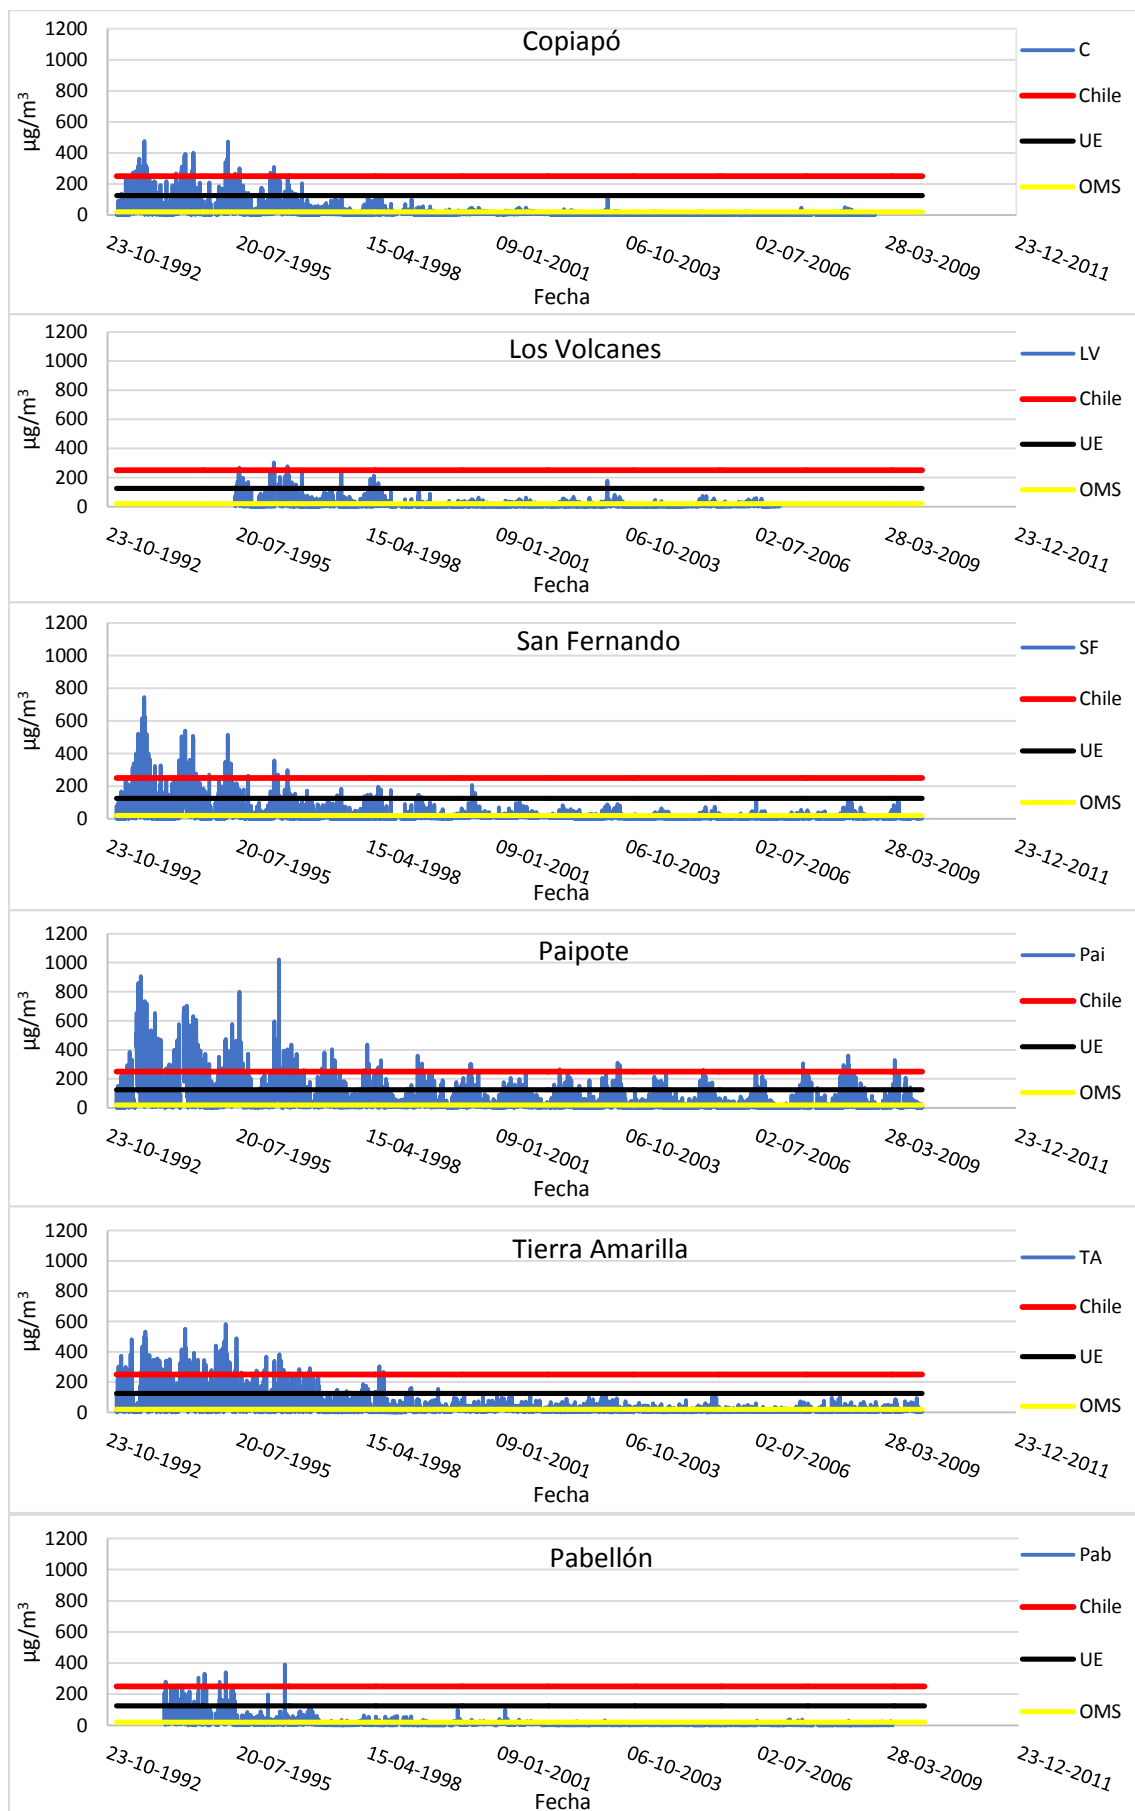 Copiapó
1200
1000
800
600
400
200
0
µg/m³
23-10-1992 20-07-1995 15-04-1998 09-01-2001 06-10-2003 02-07-2006 28-03-2009 23-12-2011
Fecha
C
Chile
UE
OMS
Los Volcanes
1200
1000
800
600
400
200
0
µg/m³
23-10-1992 20-07-1995 15-04-1998 09-01-2001 06-10-2003 02-07-2006 28-03-2009 23-12-2011
Fecha
LV
Chile
UE
OMS
San Fernando
1200
1000
800
600
400
200
0
µg/m³
23-10-1992 20-07-1995 15-04-1998 09-01-2001 06-10-2003 02-07-2006 28-03-2009 23-12-2011
Fecha
SF
Chile
UE
OMS
Paipote
1200
1000
800
600
400
200
0
µg/m³
23-10-1992 20-07-1995 15-04-1998 09-01-2001 06-10-2003 02-07-2006 28-03-2009 23-12-2011
Fecha
Pai
Chile
UE
OMS
Tierra Amarilla
1200
1000
800
600
400
200
0
µg/m³
23-10-1992 20-07-1995 15-04-1998 09-01-2001 06-10-2003 02-07-2006 28-03-2009 23-12-2011
Fecha
TA
Chile
UE
OMS
Pabellón
1200
1000
800
600
400
200
0
µg/m³
23-10-1992 20-07-1995 15-04-1998 09-01-2001 06-10-2003 02-07-2006 28-03-2009 23-12-2011
Fecha
Pab
Chile
UE
OMS